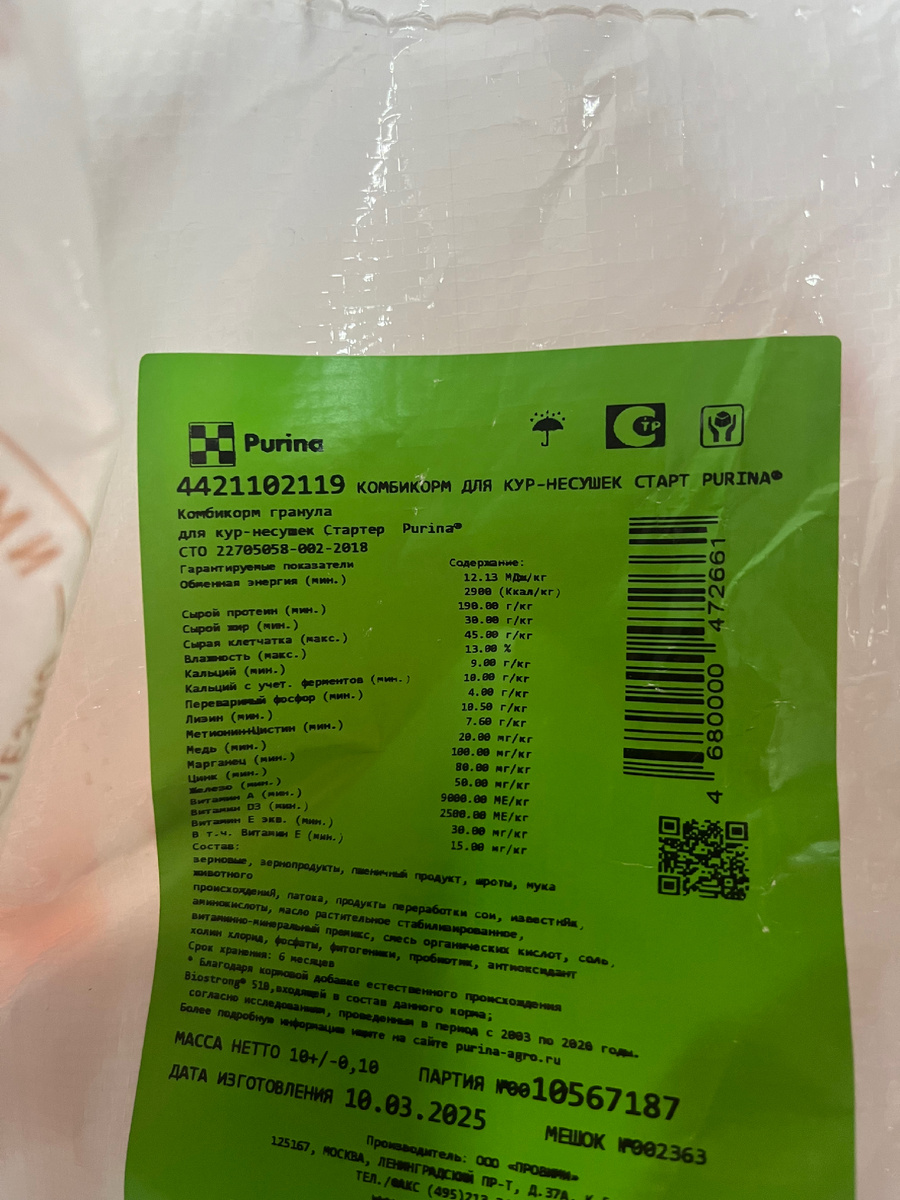 Purina
СТР
4421102119 КОМБИКОРМ ДЛЯ КУР-НЕСУШЕК СТАРТ PURINA®
Комбикорм гранула
для кур-несушек Стартер Purina®
СТО 22705058-002-2018
Гарантируемые показатели Содержание:
Обменная энергия (мин.) 12.13 МДж/кг
2900 (Ккал/кг)
Сырой протеин (мин.) 190.00 г/кг
Сырой жир (мин.) 30.00 г/кг
Сырая клетчатка (макс.) 45.00 г/кг
Влажность (макс.) 13.00 %
Кальций (мин.) 9.00 г/кг
Кальций с учет. ферментов (мин.) 10.00 г/кг
Переваримый фосфор (мин.) 4.00 г/кг
Лизин (мин.) 10.50 г/кг
Метионин+Цистин (мин.) 7.60 г/кг
Медь (мин.) 20.00 мг/кг
Марганец (мин.) 100.00 мг/кг
Цинк (мин.) 80.00 мг/кг
Железо (мин.) 50.00 мг/кг
Витамин А (мин.) 9000.00 МЕ/кг
Витамин D3 (мин.) 2500.00 МЕ/кг
Витамин Е экв. (мин.) 30.00 мг/кг
В т.ч. Витамин Е (мин.) 15.00 мг/кг
Состав:
зерновые, зернопродукты, пшеничный продукт, шроты, мука
животного
происхождений, патока, продукты переработки сои, известняк,
аминокислоты, масло растительное стабилизированное,
витаминно-минеральный премикс, смесь органических кислот, соль,
холин хлорид, фосфаты, фитогеники, пробиотик, антиоксидант
Срок хранения: 6 месяцев
* Благодаря кормовой добавке естественного происхождения
Biostrong® 510,входящей в состав данного корма;
согласно исследованиям, проведенным в период с 2003 по 2020 годы.
Более подробную информацию ищите на сайте purina-agro.ru
МАССА НЕТТО 10+/-0,10 ПАРТИЯ №0010567187
ДАТА ИЗГОТОВЛЕНИЯ 10.03.2025 МЕШОК №002363
Производитель: ООО «ПРОВИМИ»
125167, МОСКВА, ЛЕНИНГРАДСКИЙ ПР-Т, Д.37А,
ТЕЛ./ФАКС (495)213
4 680000 472661